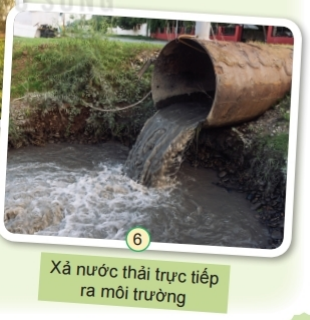 6
Xả nước thải trực tiếp
ra môi trường